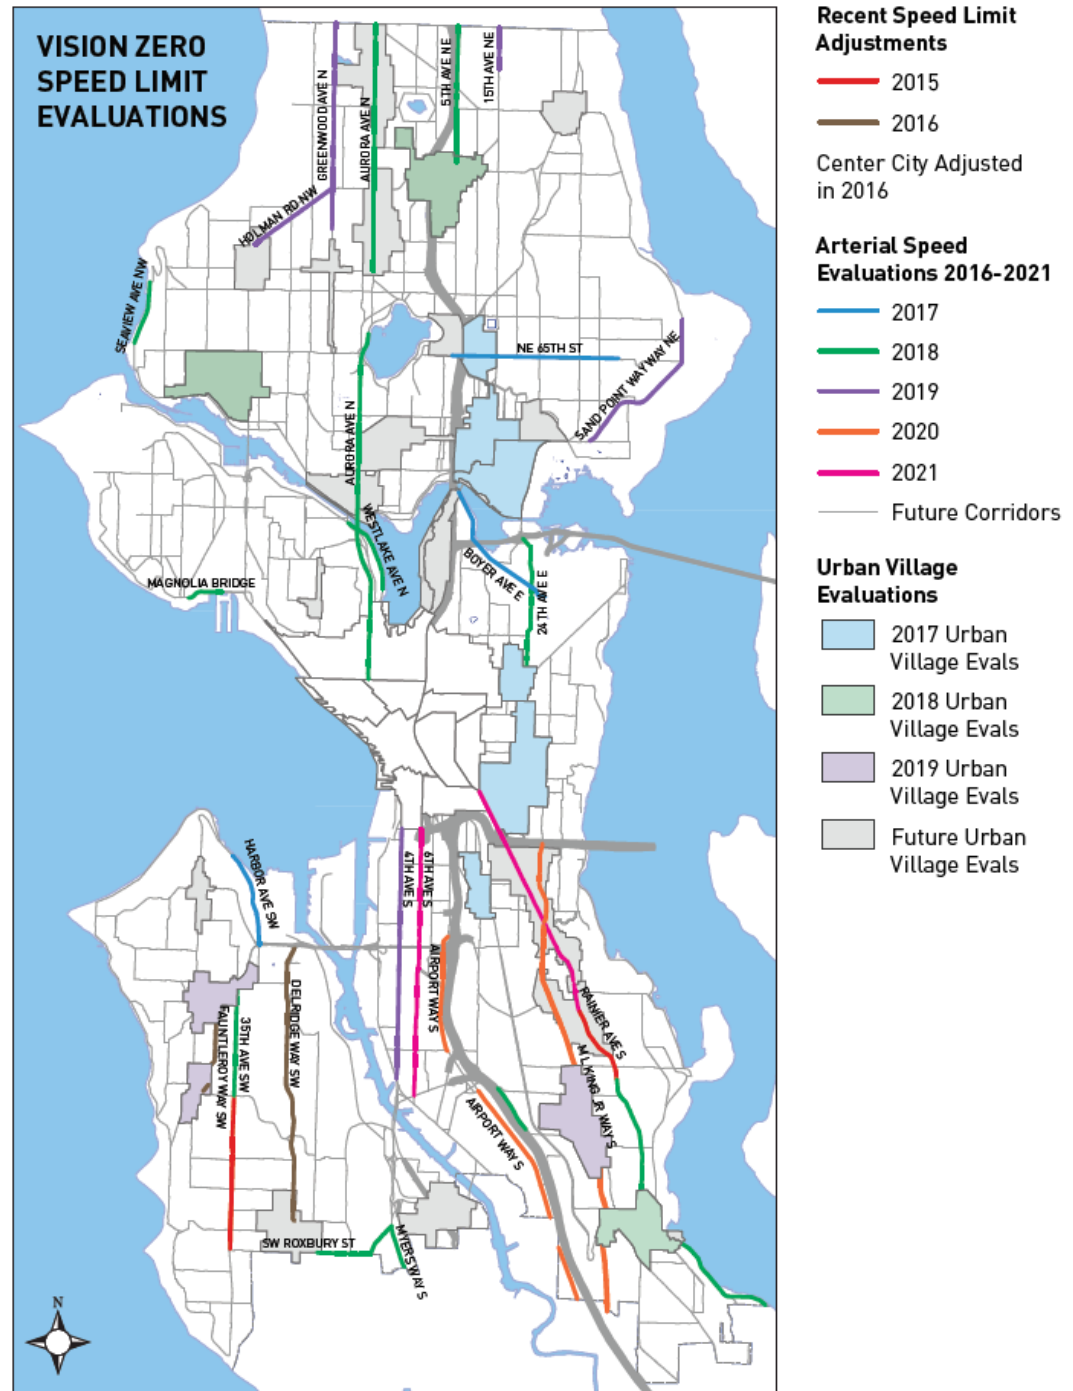 VISION ZERO
SPEED LIMIT
EVALUATIONS
GREENWOOD AVE N
AURORA AVE N
5TH AVE NE
15TH AVE NE
HOLMAN RD NW
SEAVIEW AVE NW
NE 65TH ST
SAND POINT WAY WAY NE
AURORA AVE N
WESTLAKE AVE N
BOYER AVE E
24TH AVE E
MAGNOLIA BRIDGE
HARBOR AVE SW
4TH AVE S
6TH AVE S
AIRPORT WAY S
DELRIDGE WAY SW
35TH AVE SW
FAUNTLEROY WAY SW
RAINIER AVE S
M L KING JR WAY S
AIRPORT WAY S
SW ROXBURY ST
MYERS WAY S
N
Recent Speed Limit
Adjustments
2015
2016
Center City Adjusted
in 2016
Arterial Speed
Evaluations 2016-2021
2017
2018
2019
2020
2021
Future Corridors
Urban Village
Evaluations
2017 Urban
Village Evals
2018 Urban
Village Evals
2019 Urban
Village Evals
Future Urban
Village Evals